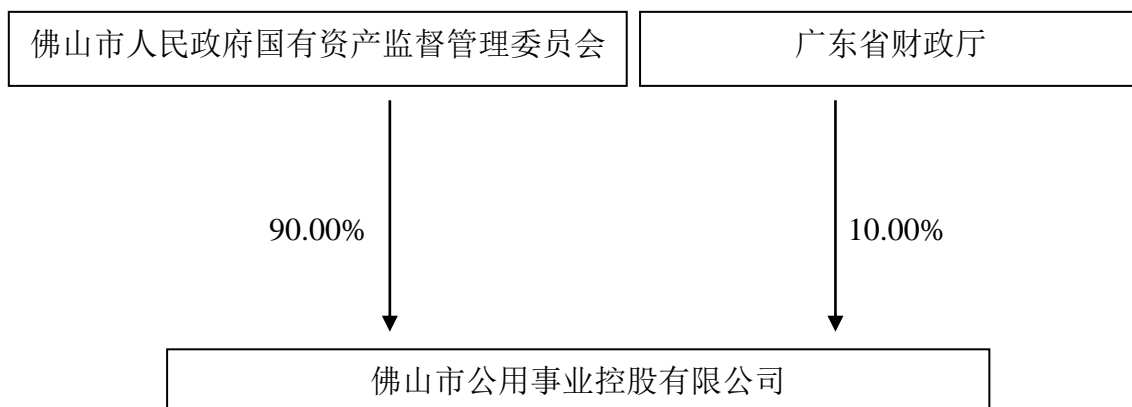 佛山市人民政府国有资产监督管理委员会
广东省财政厅
90.00%
10.00%
佛山市公用事业控股有限公司